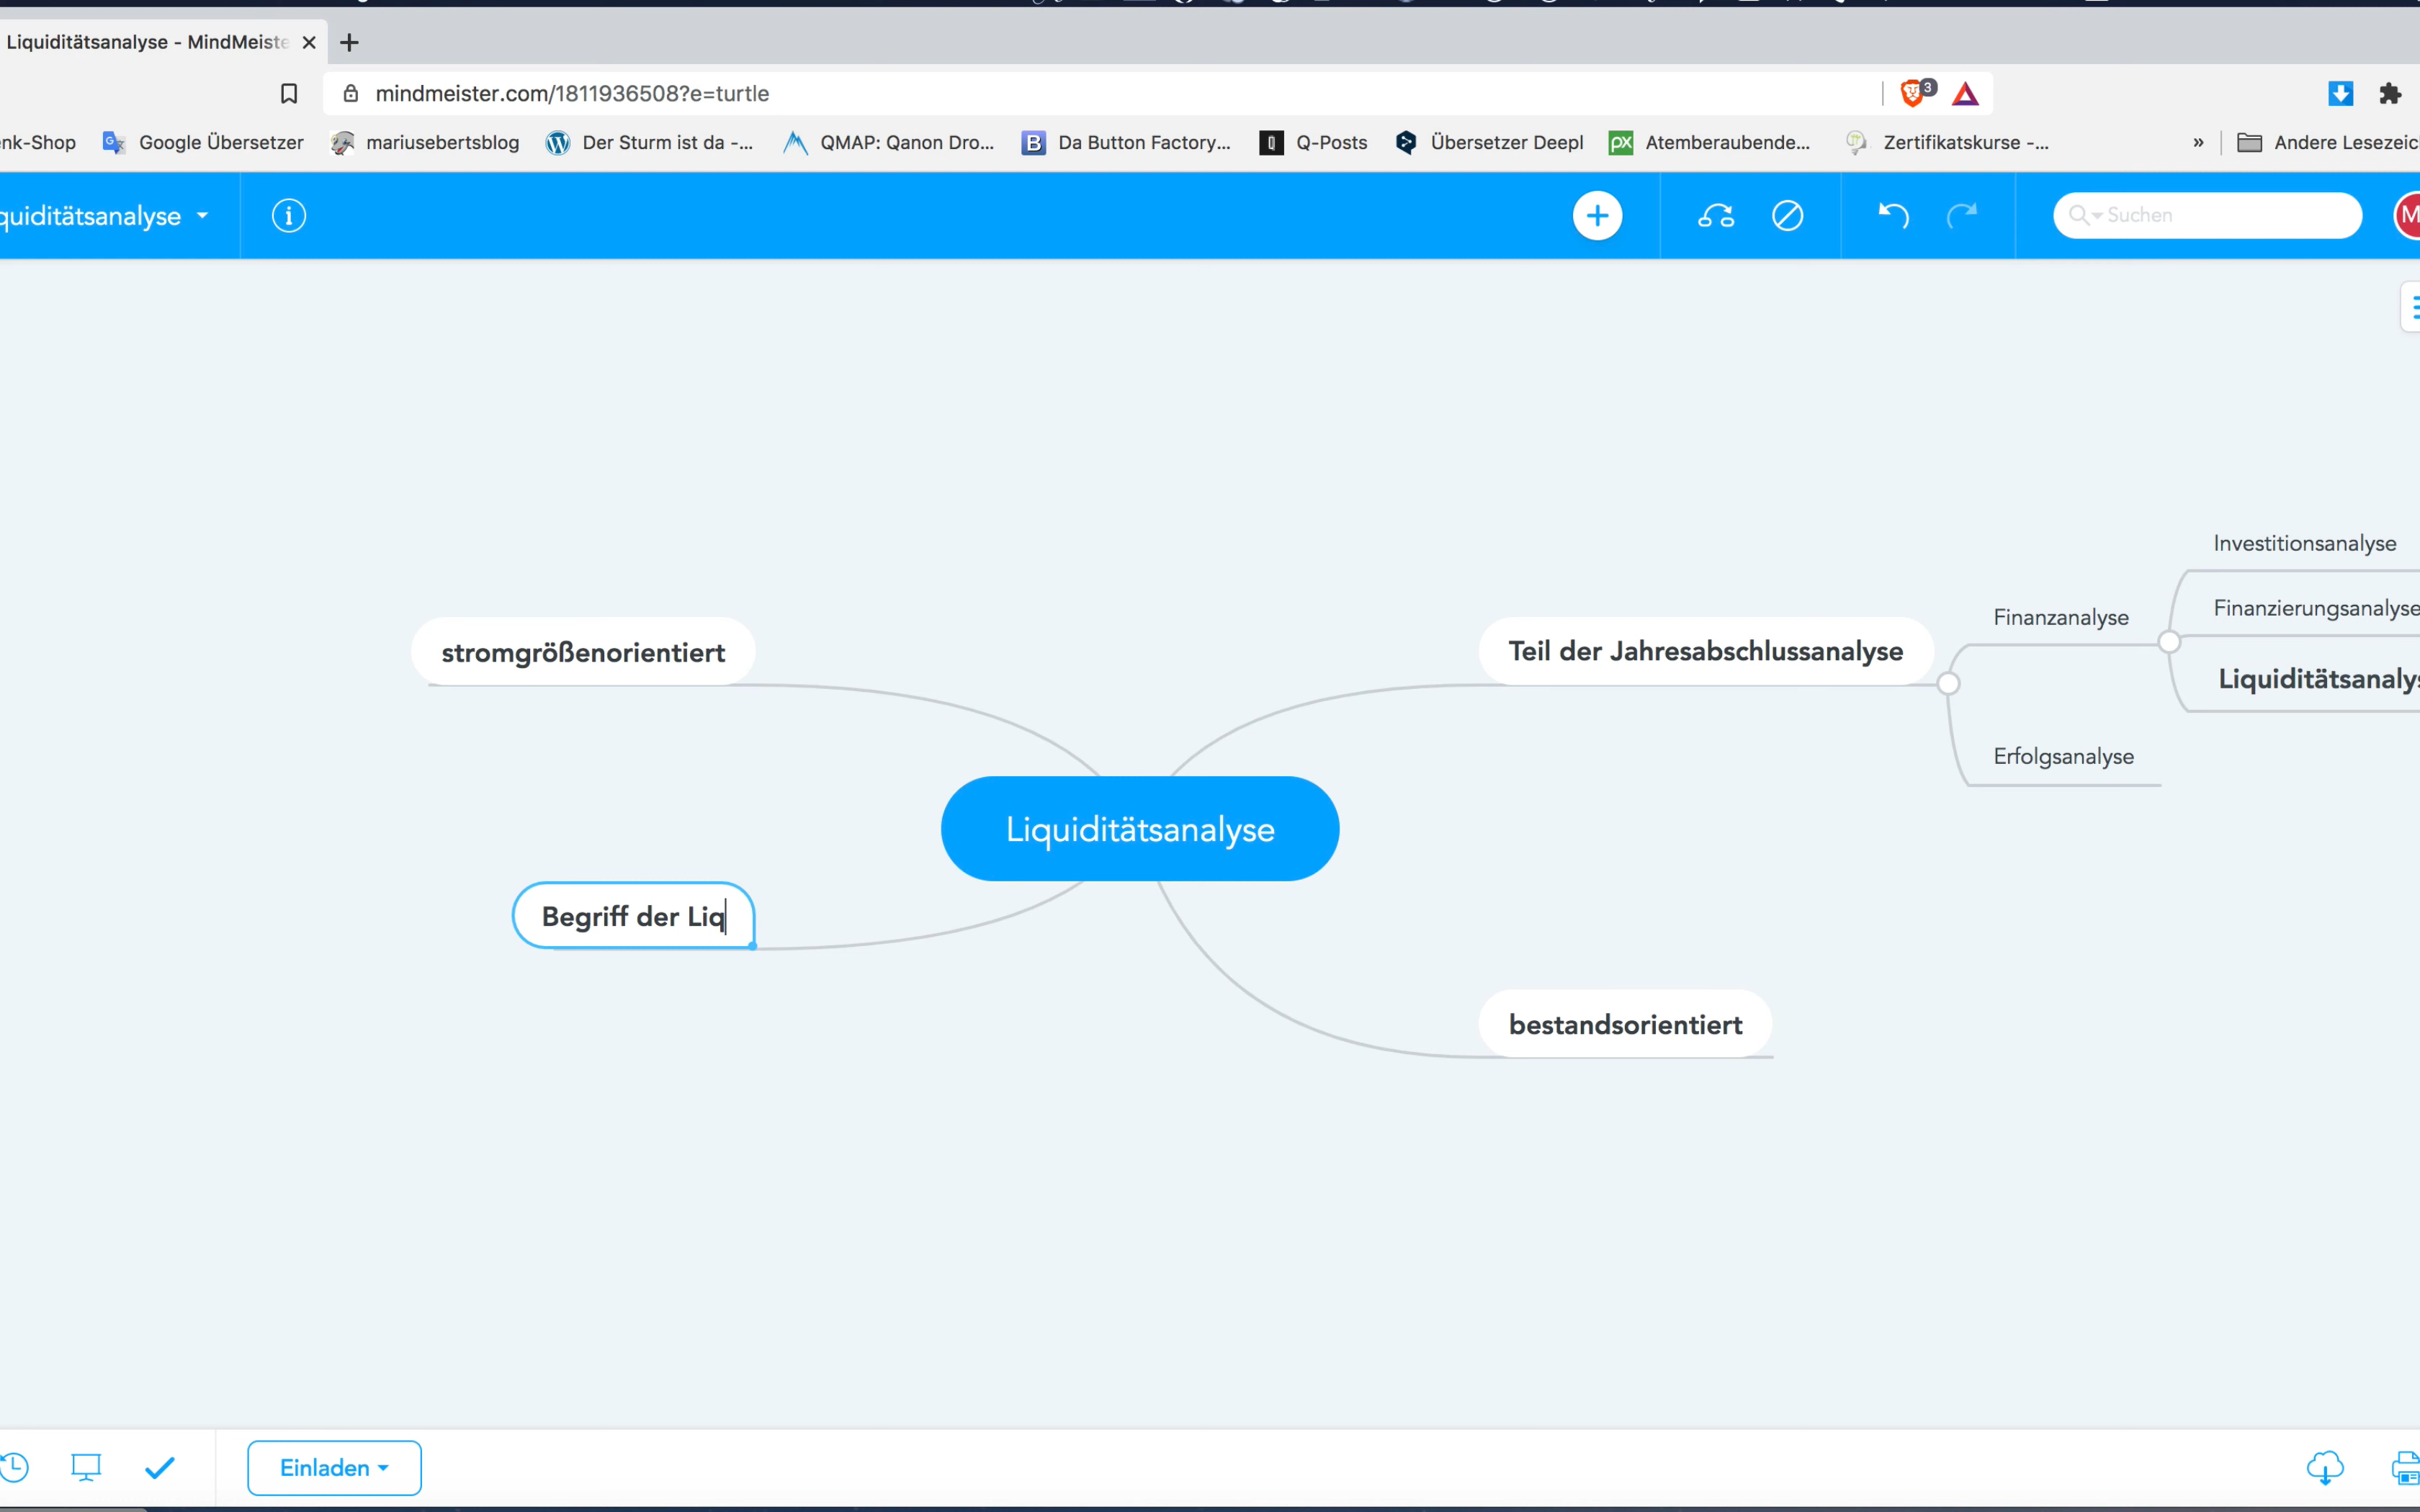 Liquiditätsanalyse - MindMeiste
mindmeister.com/1811936508?e=turtle
3
nk-Shop Google Übersetzer mariusebertsblog Der Sturm ist da -... QMAP: Qanon Dro... Da Button Factory... Q-Posts Übersetzer Deepl Atemberaubende... Zertifikatskurse -... » Andere Lesezeic
quiditätsanalyse
Suchen
M
Investitionsanalyse
Finanzanalyse
Finanzierungsanalyse
stromgrößenorientiert
Teil der Jahresabschlussanalyse
Liquiditätsanalys
Erfolgsanalyse
Liquiditätsanalyse
Begriff der Liq
bestandsorientiert
Einladen